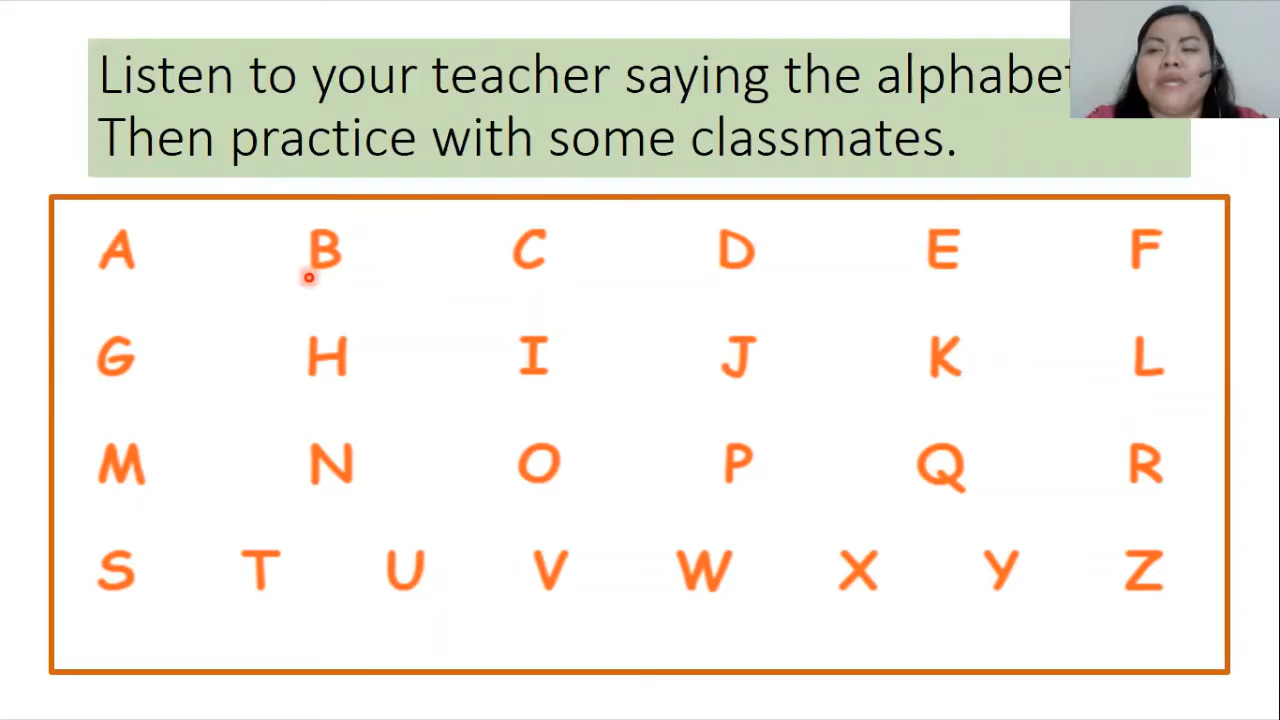 Listen to your teacher saying the alphabet
Then practice with some classmates.
A B C D E F
G H I J K L
M N O P Q R
S T U V W X Y Z